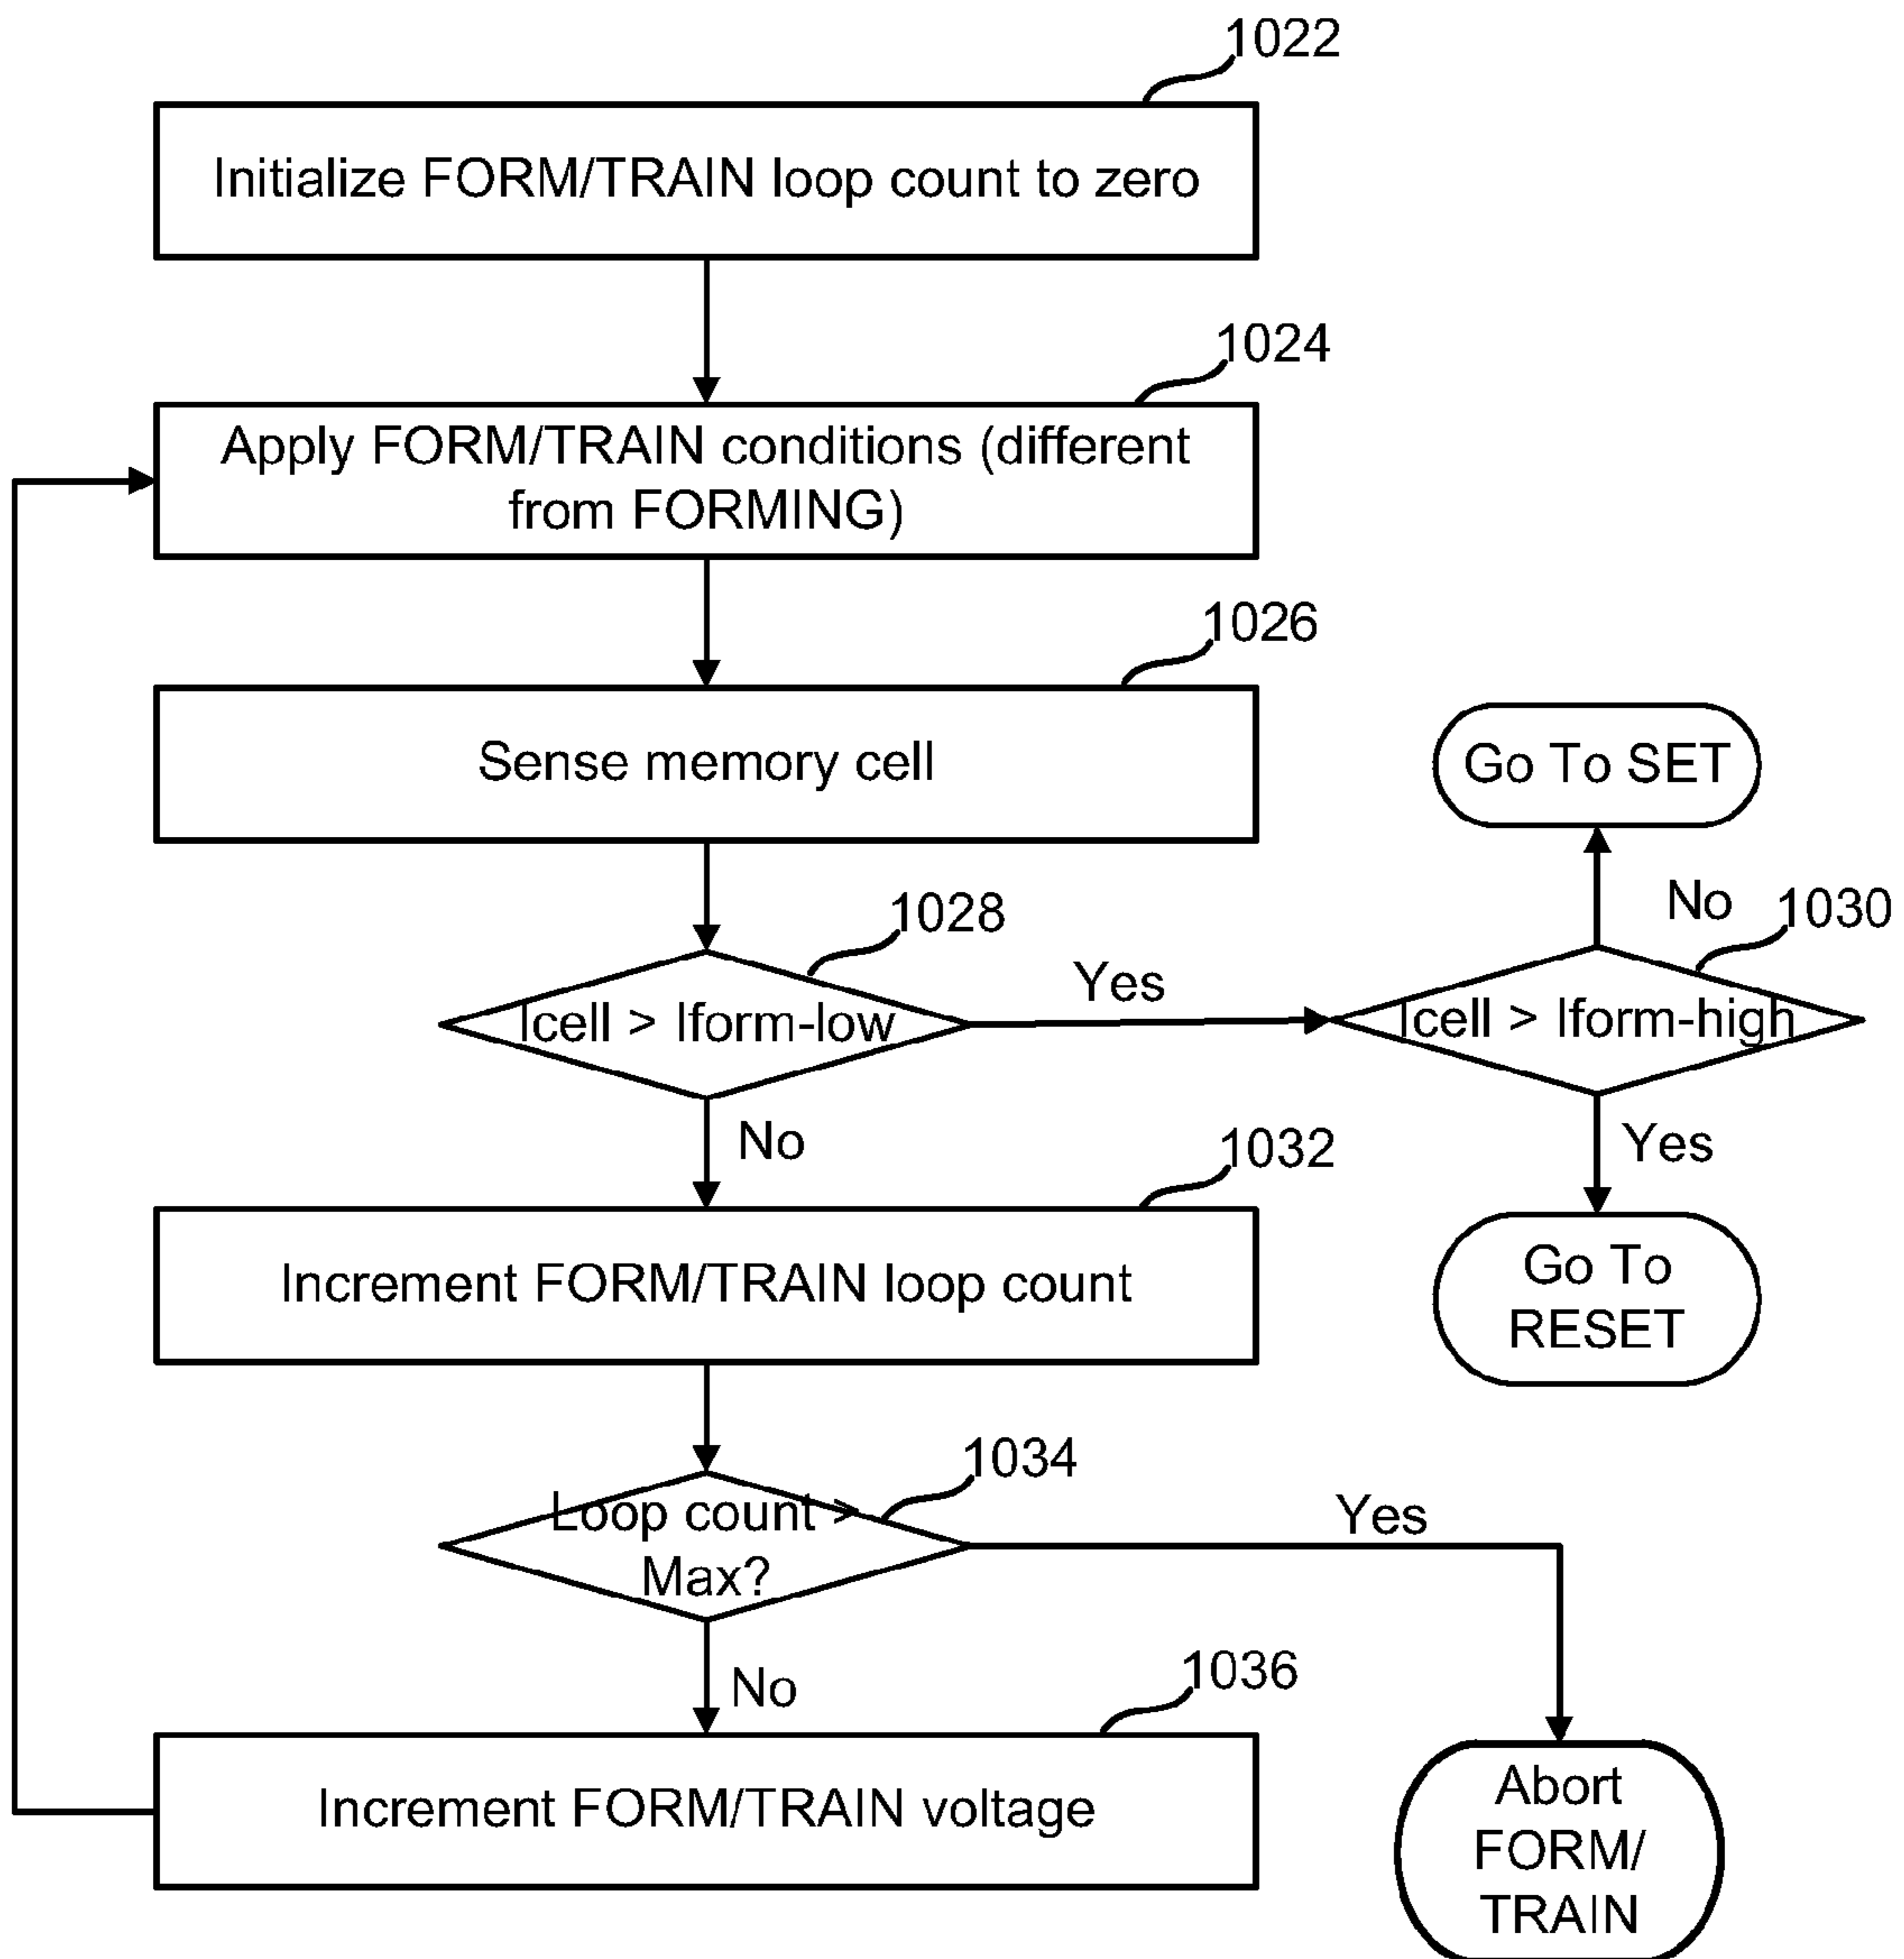 1022
Initialize FORM/TRAIN loop count to zero
1024
Apply FORM/TRAIN conditions (different
from FORMING)
1026
Sense memory cell
Go To SET
No
1030
1028
Icell > Iform-low
Yes
Icell > Iform-high
No
Yes
1032
Increment FORM/TRAIN loop count
Go To
RESET
1034
Loop count >
Max?
Yes
No
1036
Increment FORM/TRAIN voltage
Abort
FORM/
TRAIN